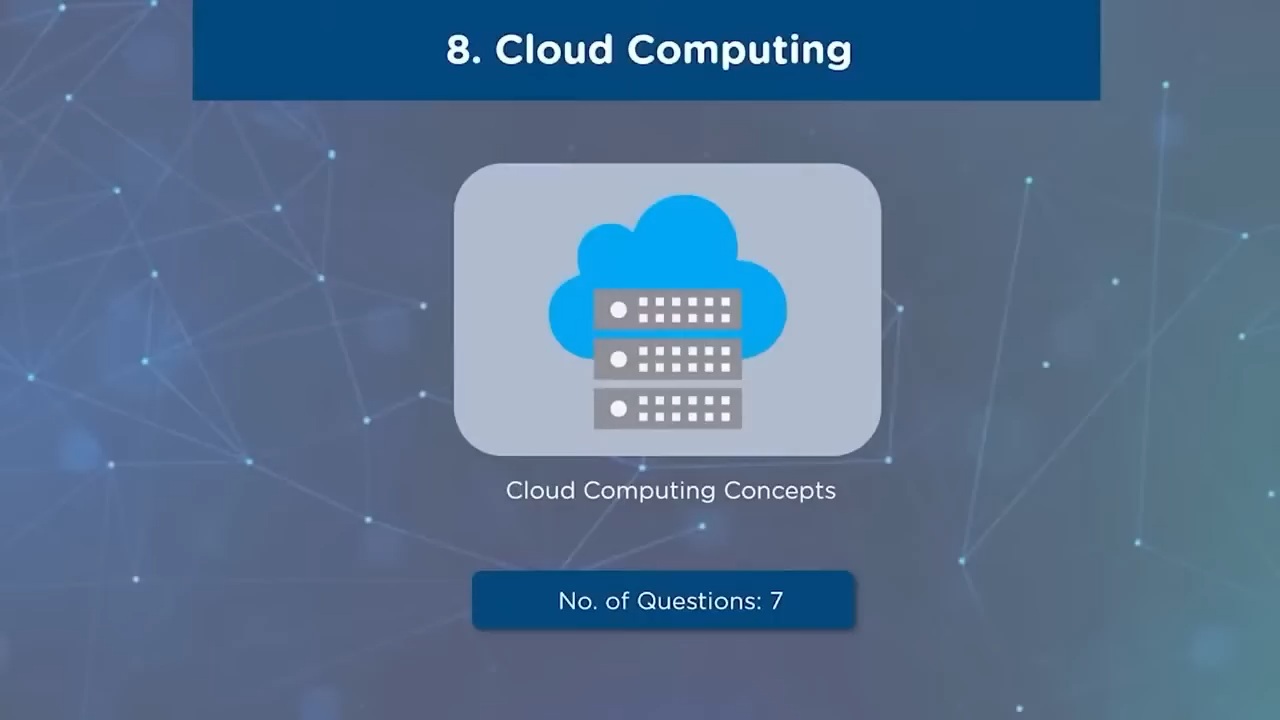 8. Cloud Computing
Cloud Computing Concepts
No. of Questions: 7